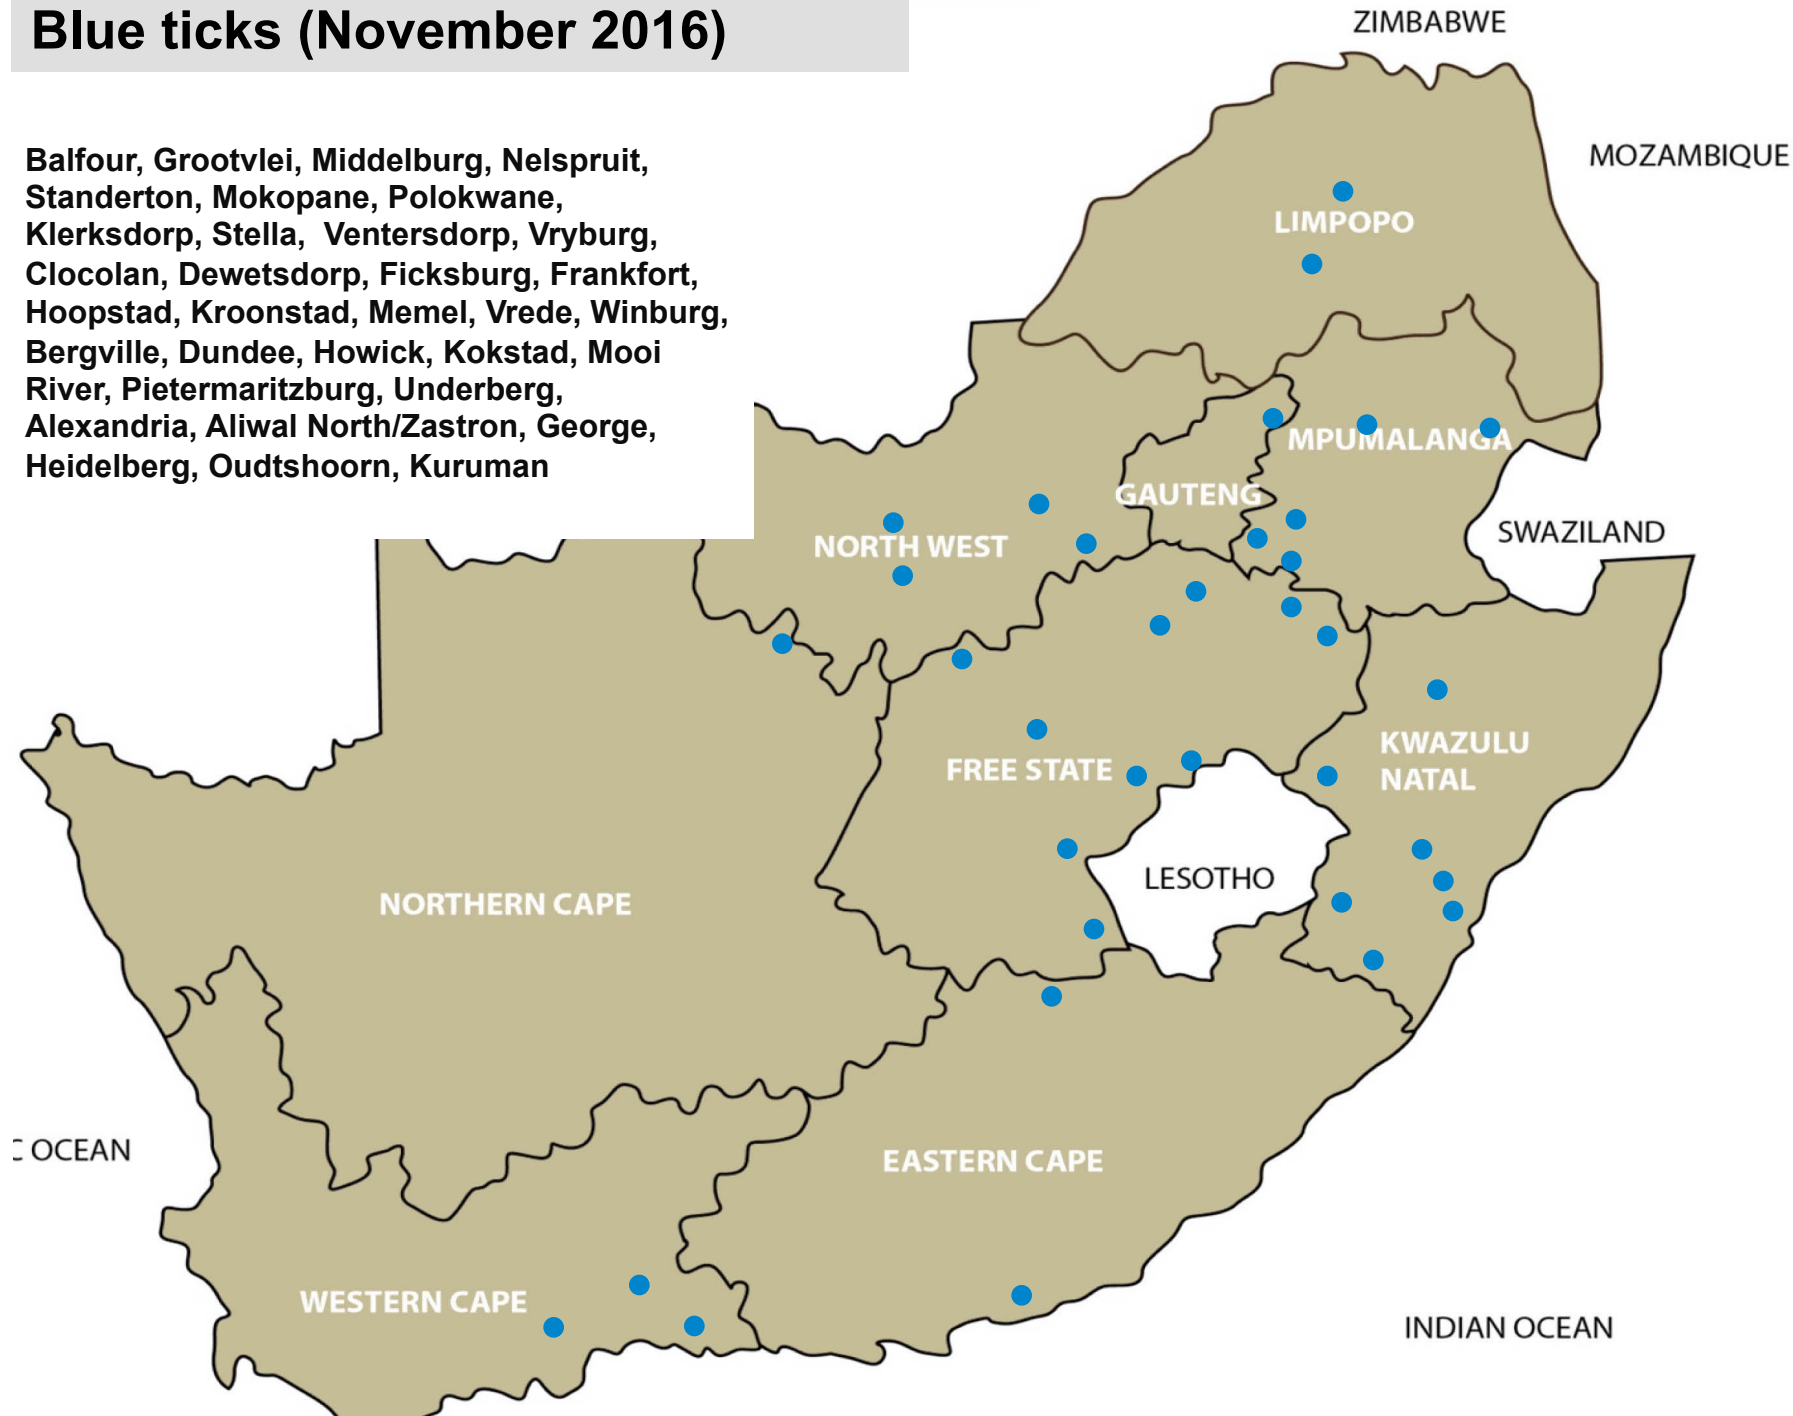 Blue ticks (November 2016)
Balfour, Grootvlei, Middelburg, Nelspruit,
Standerton, Mokopane, Polokwane,
Klerksdorp, Stella,  Ventersdorp, Vryburg,
Clocolan, Dewetsdorp, Ficksburg, Frankfort,
Hoopstad, Kroonstad, Memel, Vrede, Winburg,
Bergville, Dundee, Howick, Kokstad, Mooi
River, Pietermaritzburg, Underberg,
Alexandria, Aliwal North/Zastron, George,
Heidelberg, Oudtshoorn, Kuruman
ZIMBABWE
MOZAMBIQUE
LIMPOPO
MPUMALANGA
GAUTENG
SWAZILAND
NORTH WEST
KWAZULU
NATAL
FREE STATE
LESOTHO
NORTHERN CAPE
C OCEAN
EASTERN CAPE
WESTERN CAPE
INDIAN OCEAN